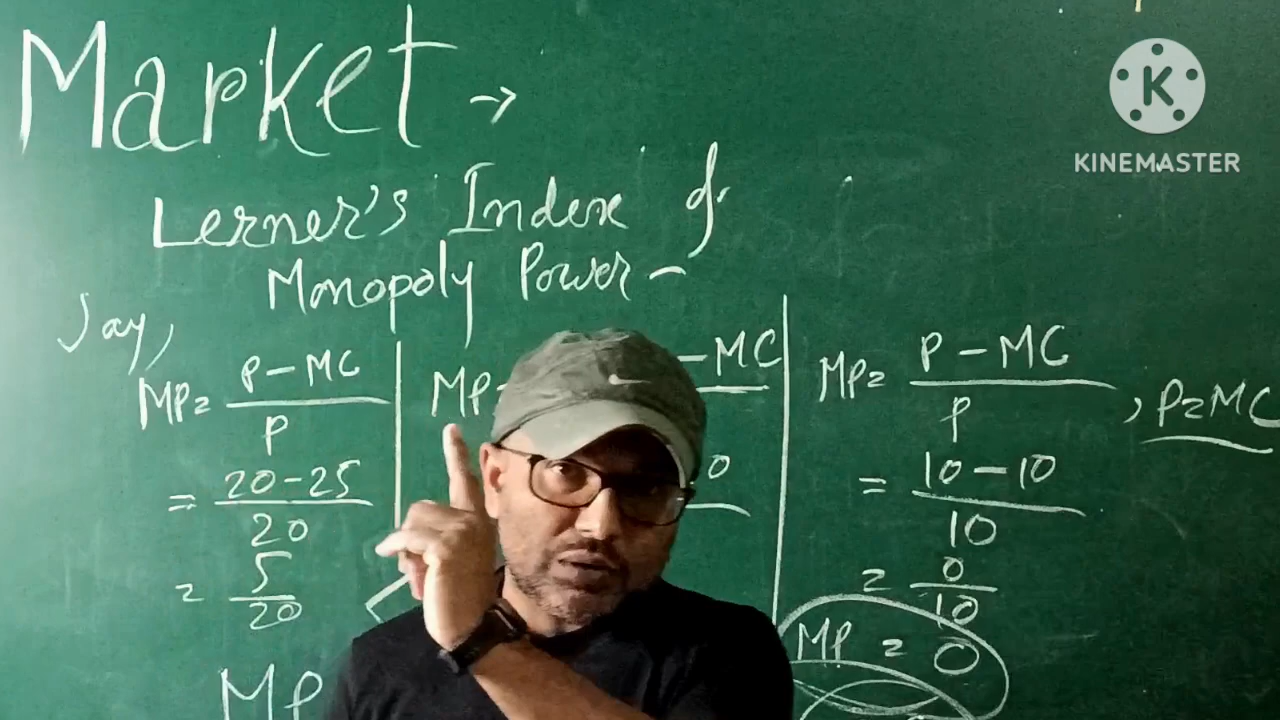 Market →
Lerner's Index of
Monopoly Power –
Say,
MP = P - MC
P
= 20 - 25
20
= 5
20
MP
MP
- MC
0
MP = P - MC
P
, P = MC
= 10 - 10
10
= 0
10
MP = 0
K
KINEMASTER